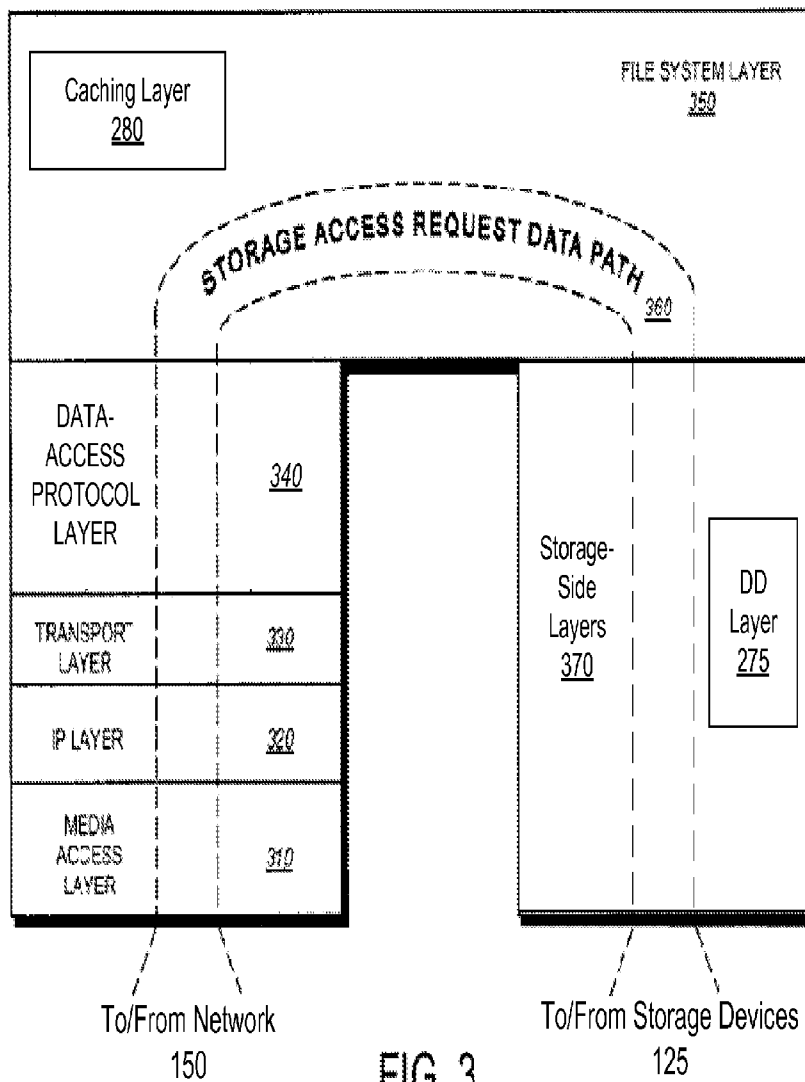 Caching Layer
280
FILE SYSTEM LAYER
350
STORAGE ACCESS REQUEST DATA PATH
360
DATA-
ACCESS
PROTOCOL
LAYER
340
TRANSPORT
LAYER
330
IP LAYER
320
MEDIA
ACCESS
LAYER
310
Storage-
Side
Layers
370
DD
Layer
275
To/From Network
150
To/From Storage Devices
125
FIG. 3